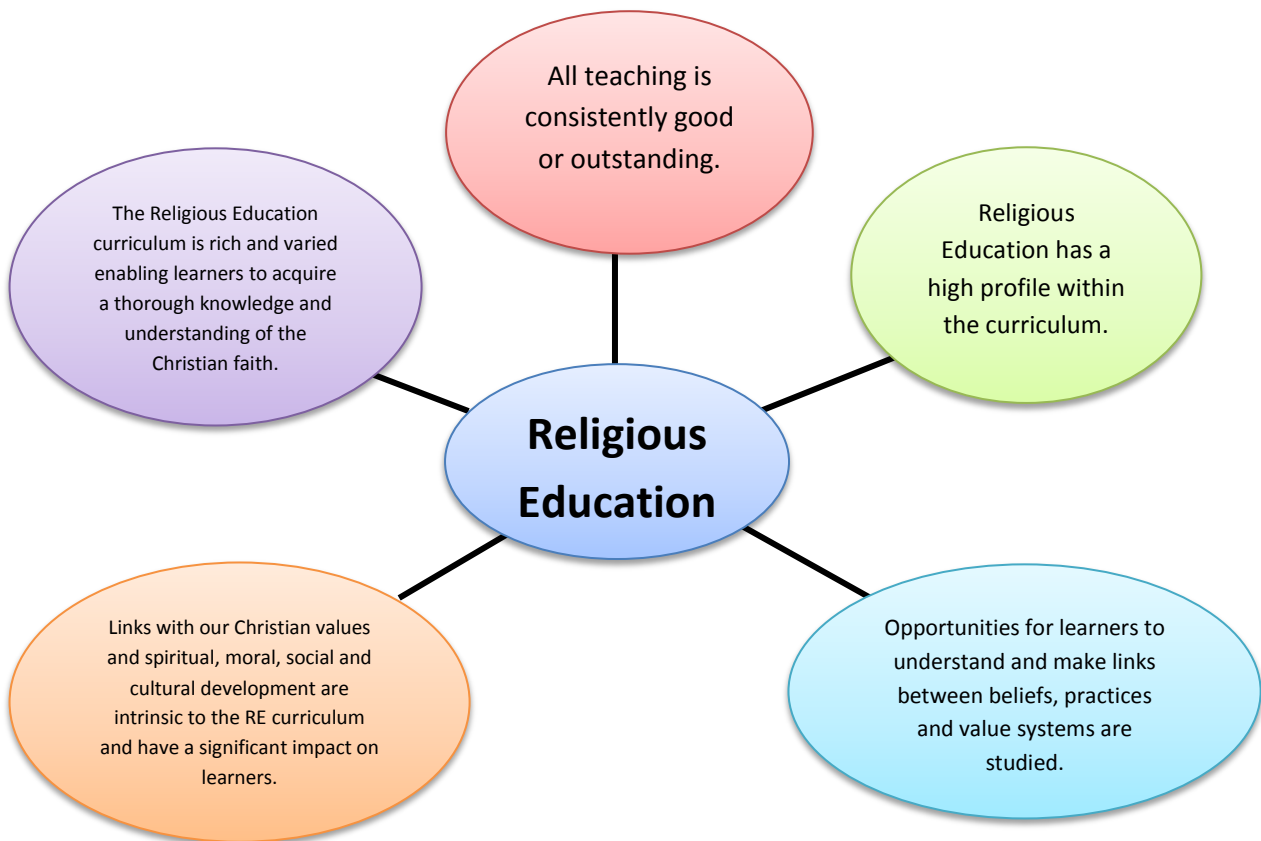 All teaching is
consistently good
or outstanding.
Religious
Education has a
high profile within
the curriculum.
The Religious Education
curriculum is rich and varied
enabling learners to acquire
a thorough knowledge and
understanding of the
Christian faith.
Religious
Education
Links with our Christian values
and spiritual, moral, social and
cultural development are
intrinsic to the RE curriculum
and have a significant impact on
learners.
Opportunities for learners to
understand and make links
between beliefs, practices
and value systems are
studied.